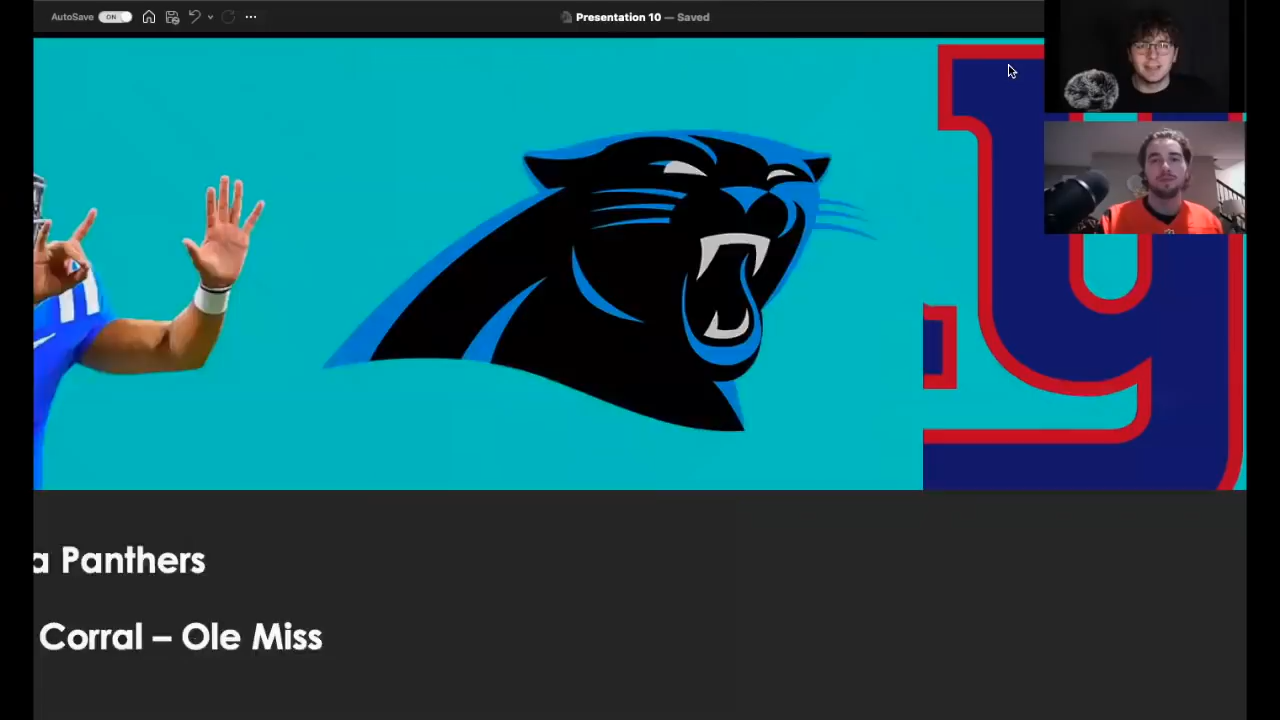 AutoSave ON
Presentation 10 — Saved
a Panthers
Corral – Ole Miss